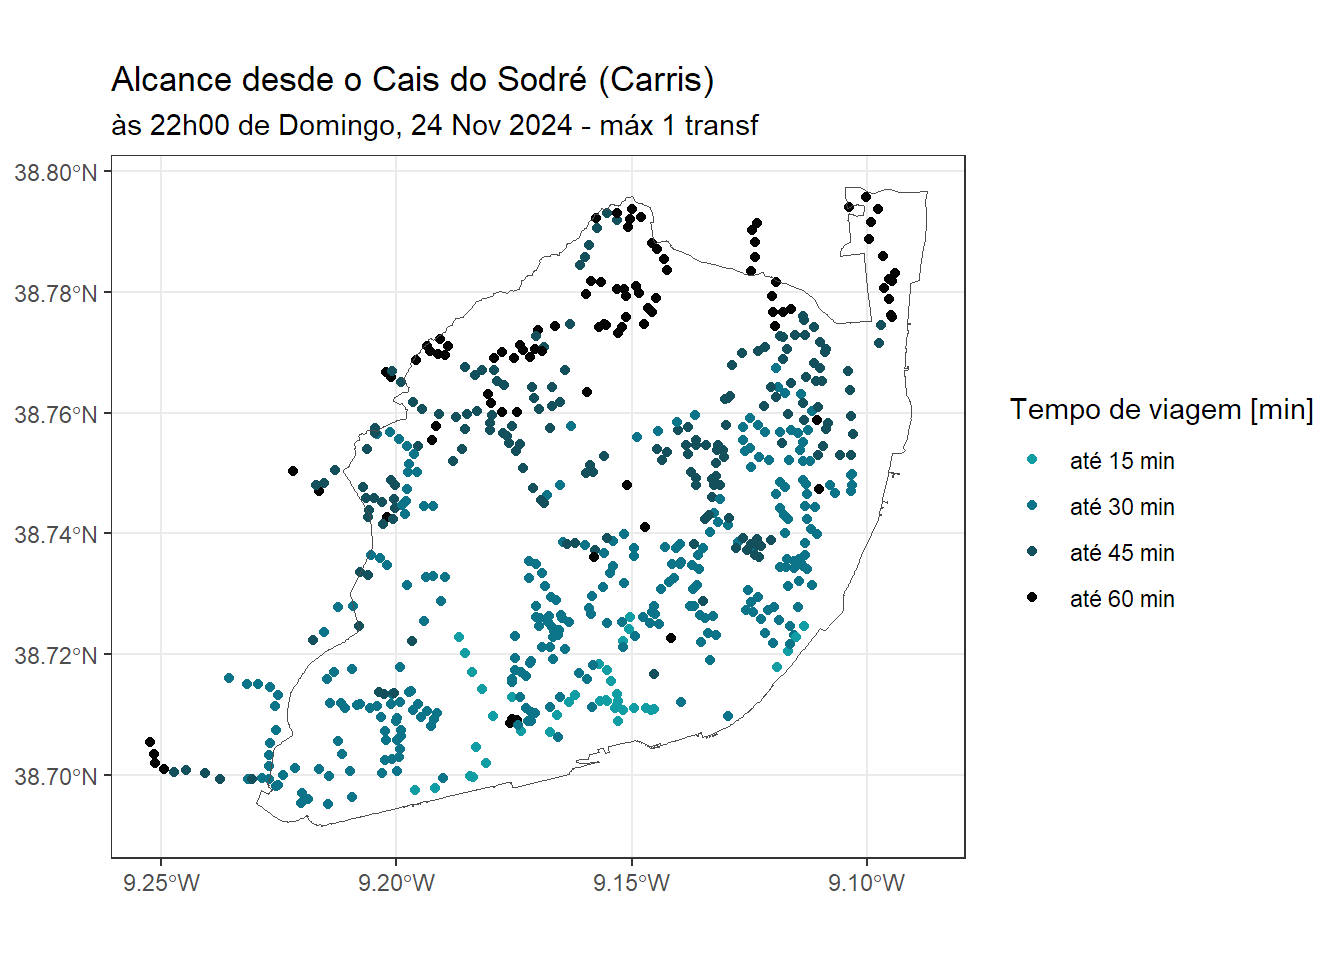 Alcance desde o Cais do Sodré (Carris)
às 22h00 de Domingo, 24 Nov 2024 - máx 1 transf
38.80°N
38.78°N
38.76°N
38.74°N
38.72°N
38.70°N
9.25°W
9.20°W
9.15°W
9.10°W
Tempo de viagem [min]
até 15 min
até 30 min
até 45 min
até 60 min